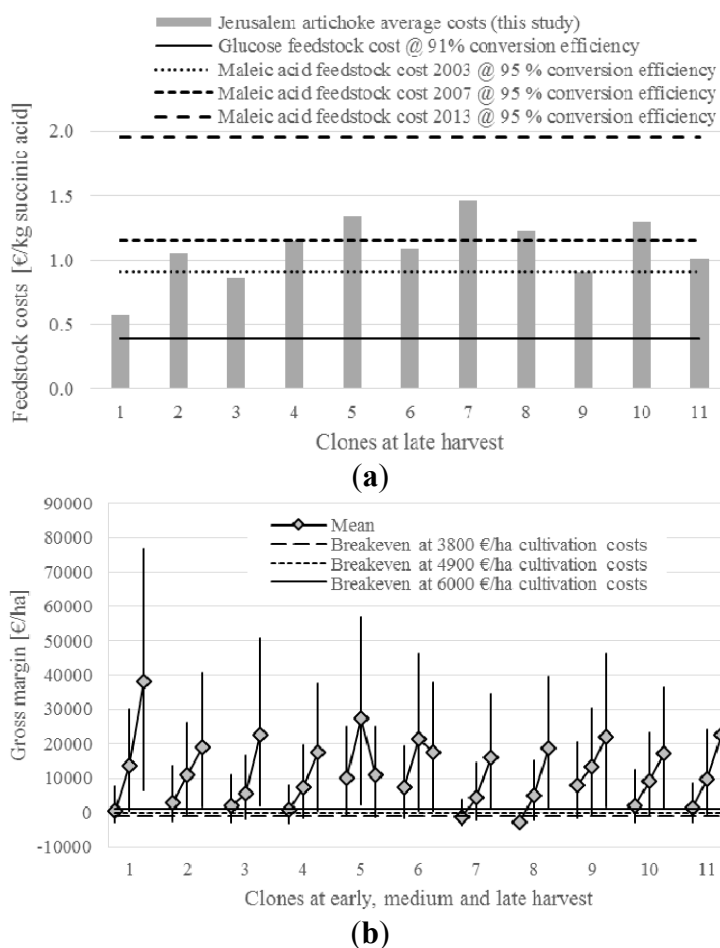 Jerusalem artichoke average costs (this study)
Glucose feedstock cost @ 91% conversion efficiency
Maleic acid feedstock cost 2003 @ 95 % conversion efficiency
Maleic acid feedstock cost 2007 @ 95 % conversion efficiency
Maleic acid feedstock cost 2013 @ 95 % conversion efficiency
Feedstock costs [€/kg succinic acid]
2.0
1.5
1.0
0.5
0.0
1 2 3 4 5 6 7 8 9 10 11
Clones at late harvest
(a)
Mean
Breakeven at 3800 €/ha cultivation costs
Breakeven at 4900 €/ha cultivation costs
Breakeven at 6000 €/ha cultivation costs
Gross margin [€/ha]
90000
80000
70000
60000
50000
40000
30000
20000
10000
0
-10000
1 2 3 4 5 6 7 8 9 10 11
Clones at early, medium and late harvest
(b)